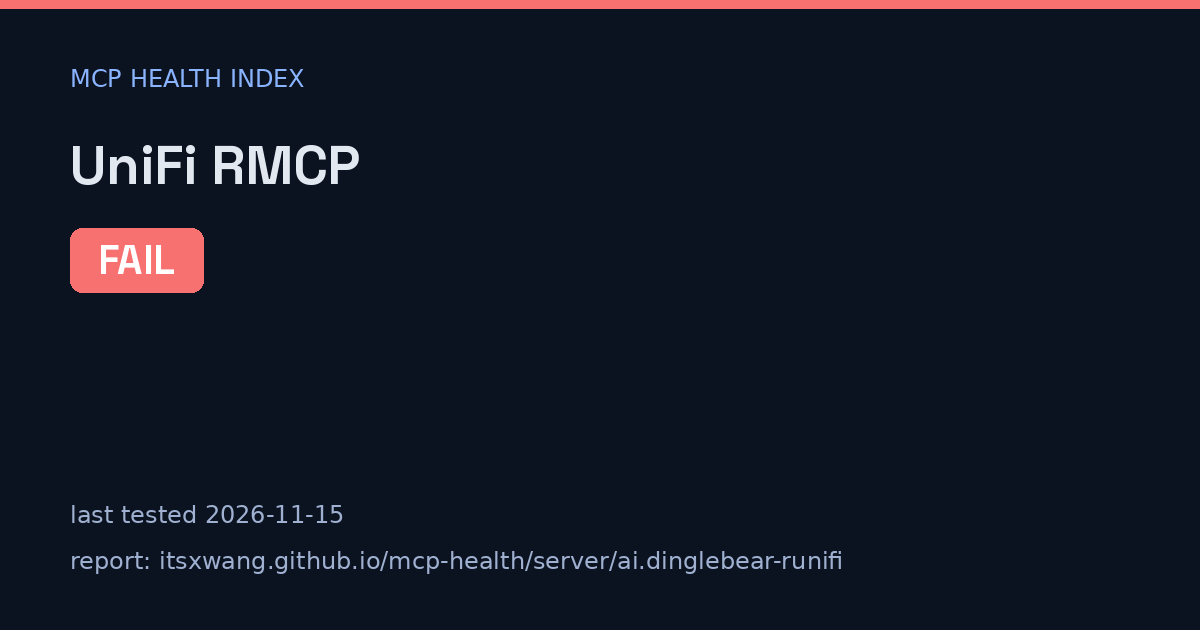 MCP HEALTH INDEX
UniFi RMCP
FAIL
last tested 2026-11-15
report: itsxwang.github.io/mcp-health/server/ai.dinglebear-runifi